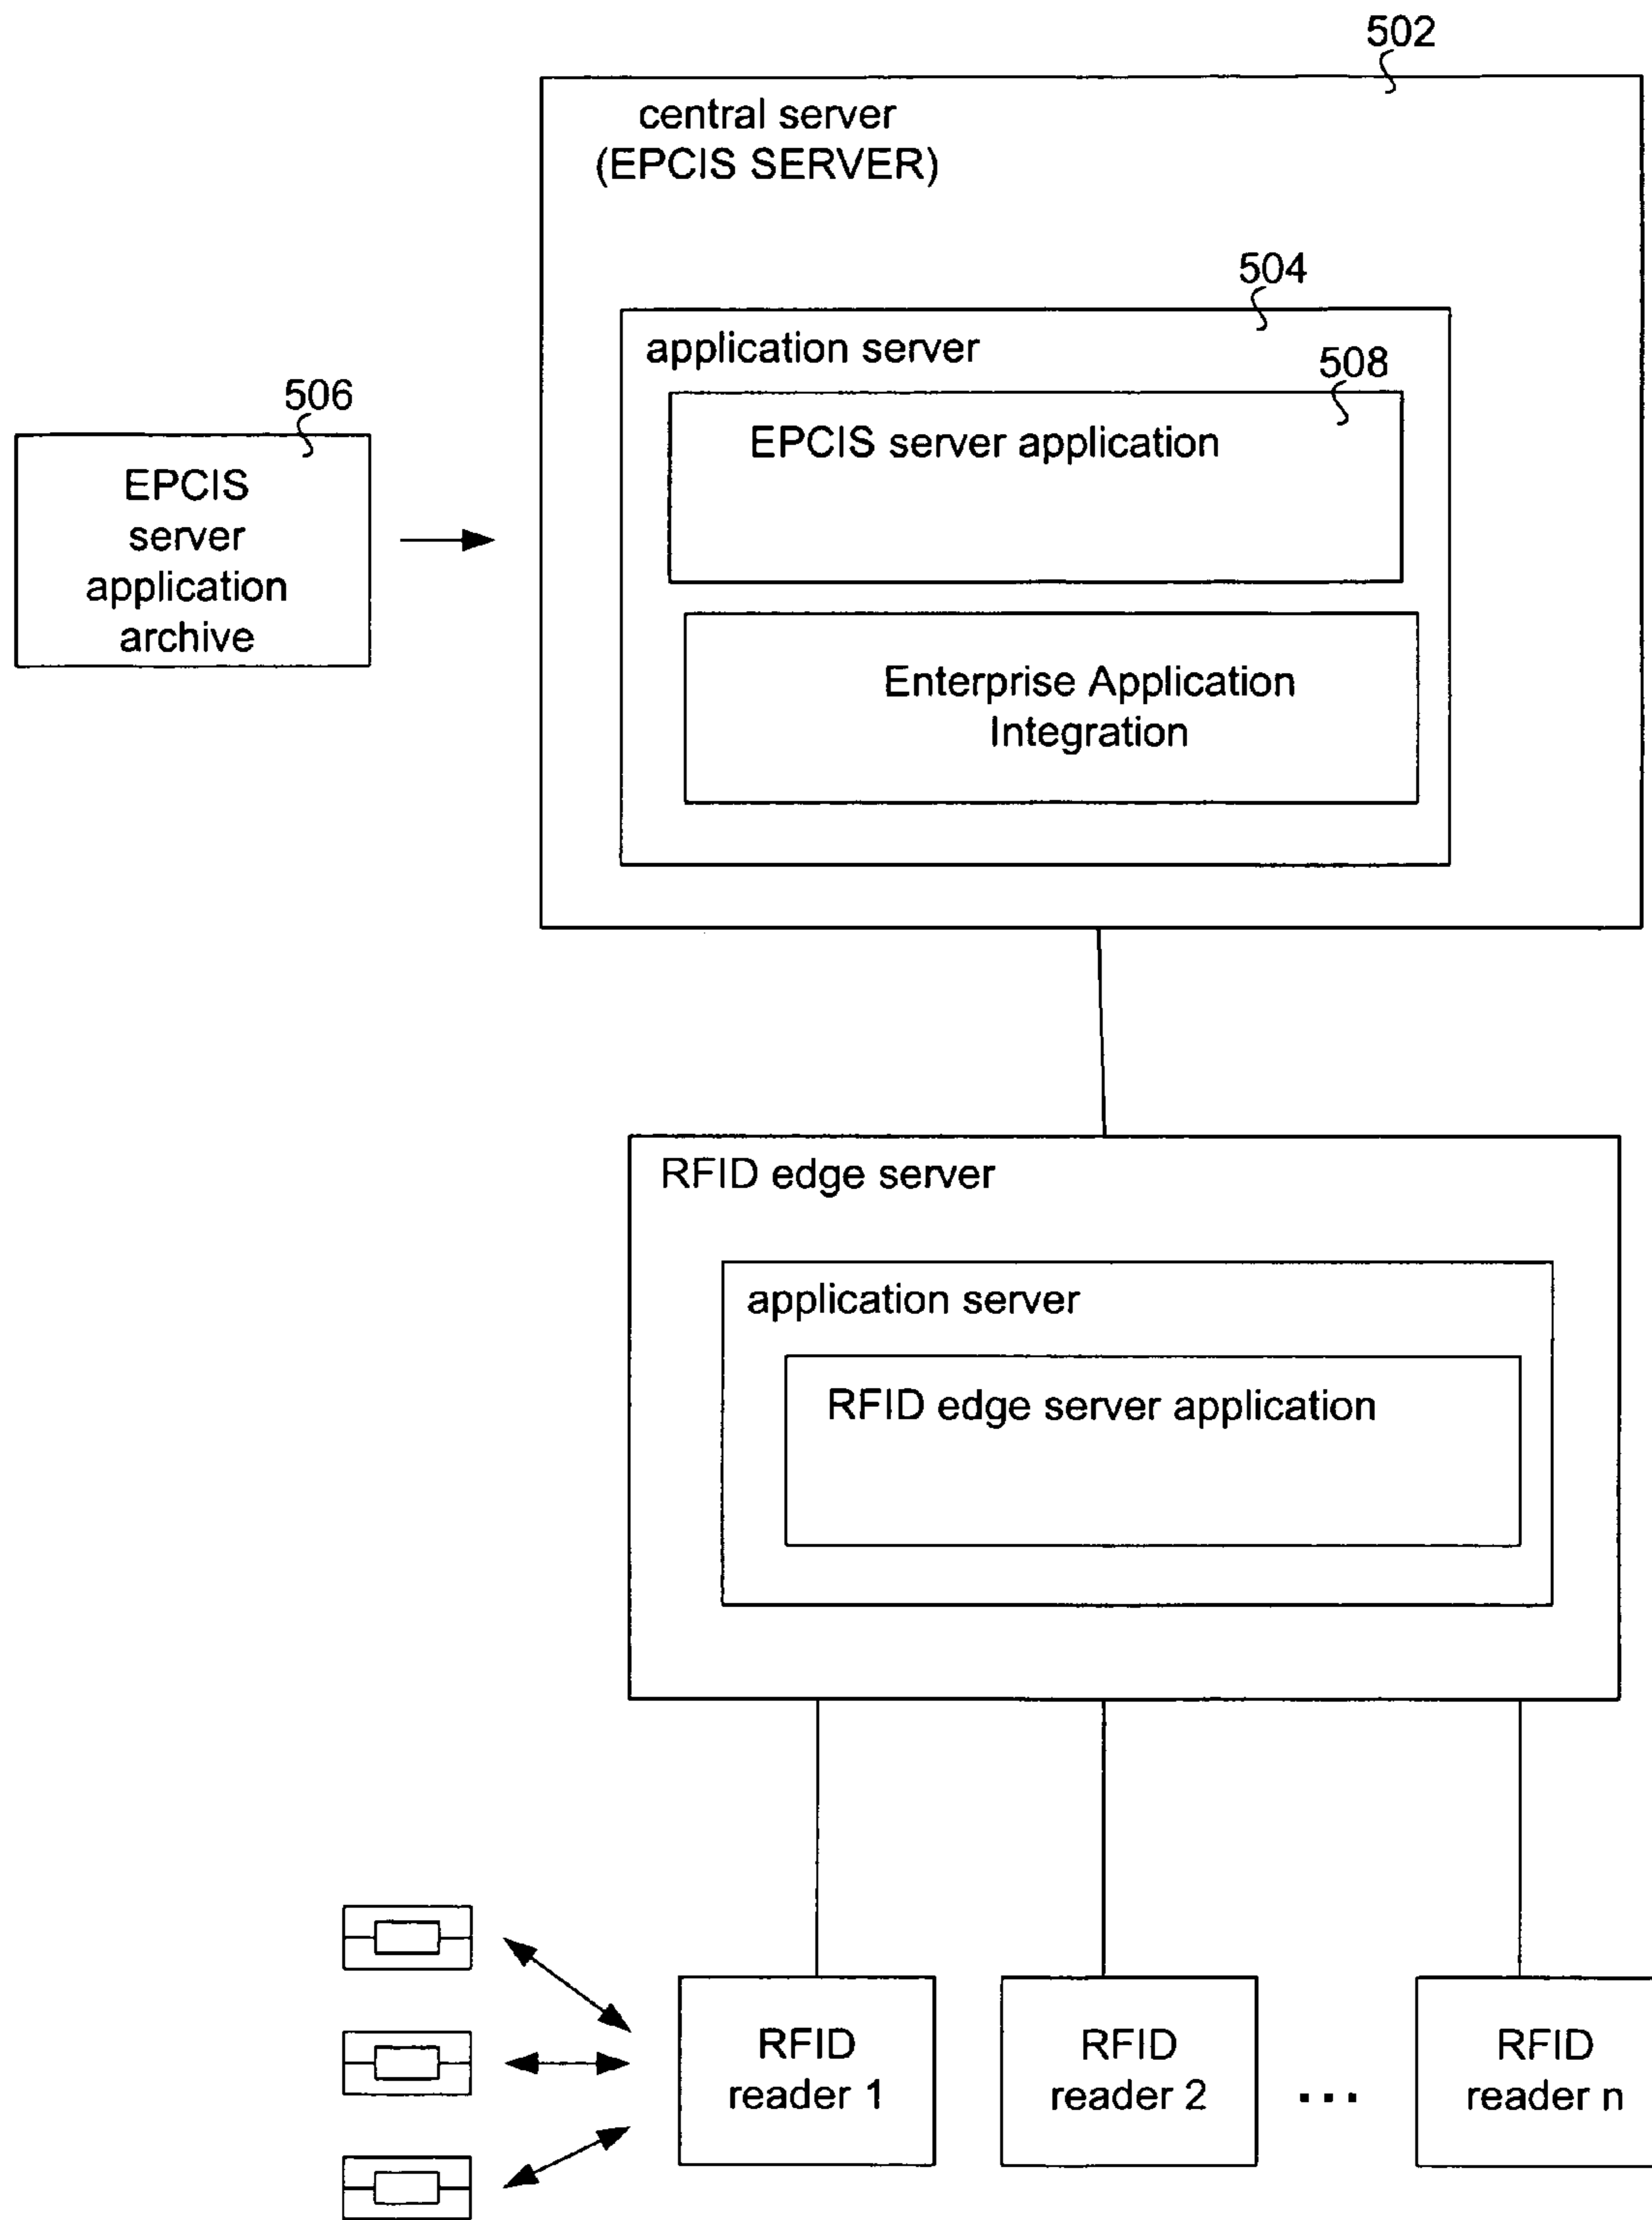 502
central server
(EPCIS SERVER)
504
application server
508
EPCIS server application
506
EPCIS
server
application
archive
Enterprise Application
Integration
RFID edge server
application server
RFID edge server application
RFID
reader 1
RFID
reader 2
...
RFID
reader n